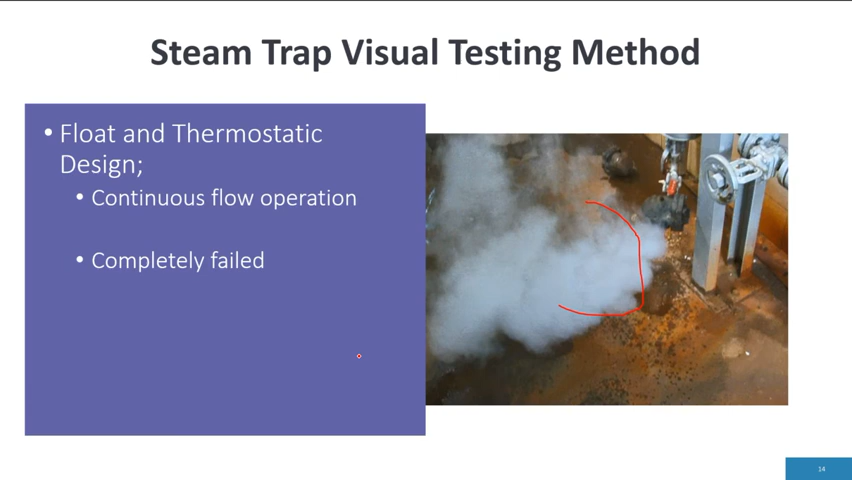 Steam Trap Visual Testing Method
• Float and Thermostatic
Design;
• Continuous flow operation
• Completely failed
14